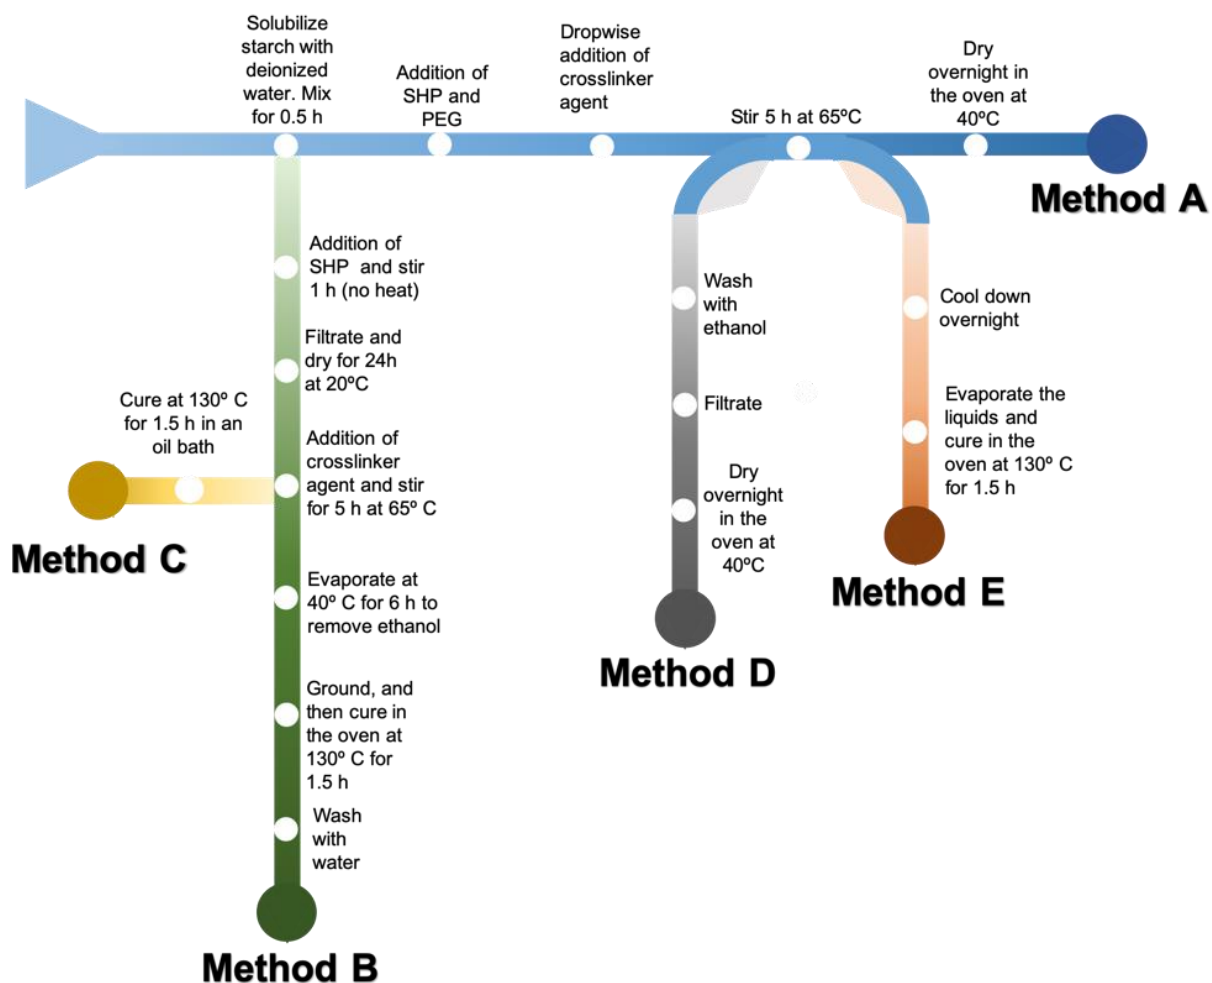 Solubilize
starch with
deionized
water. Mix
for 0.5 h
Addition of
SHP and
PEG
Dropwise
addition of
crosslinker
agent
Stir 5 h at 65ºC
Dry
overnight in
the oven at
40ºC
Method A
Addition of
SHP and stir
1 h (no heat)
Filtrate and
dry for 24h
at 20ºC
Cure at 130º C
for 1.5 h in an
oil bath
Method C
Addition of
crosslinker
agent and stir
for 5 h at 65º C
Evaporate at
40º C for 6 h to
remove ethanol
Ground, and
then cure in
the oven at
130º C for
1.5 h
Wash
with
water
Method B
Wash
with
ethanol
Filtrate
Dry
overnight
in the
oven at
40ºC
Method D
Cool down
overnight
Evaporate the
liquids and
cure in the
oven at 130º C
for 1.5 h
Method E